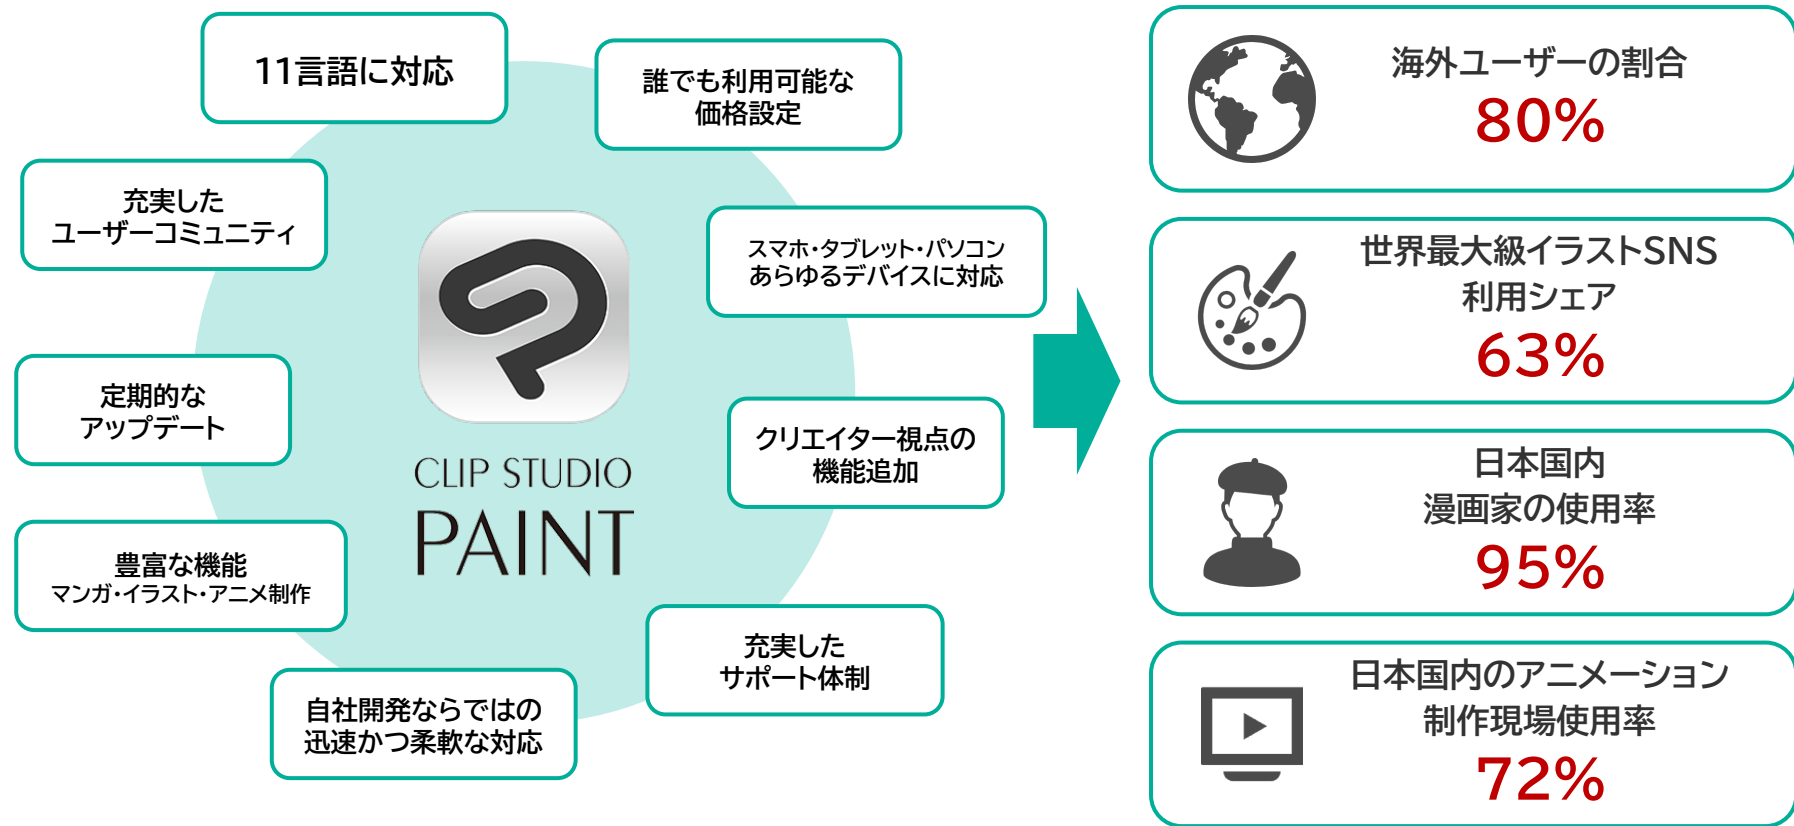 11言語に対応
誰でも利用可能な
価格設定
充実した
ユーザーコミュニティ
スマホ・タブレット・パソコン
あらゆるデバイスに対応
定期的な
アップデート
クリエイター視点の
機能追加
豊富な機能
マンガ・イラスト・アニメ制作
充実した
サポート体制
自社開発ならではの
迅速かつ柔軟な対応
CLIP STUDIO
PAINT
海外ユーザーの割合
80%
世界最大級イラストSNS
利用シェア
63%
日本国内
漫画家の使用率
95%
日本国内のアニメーション
制作現場使用率
72%